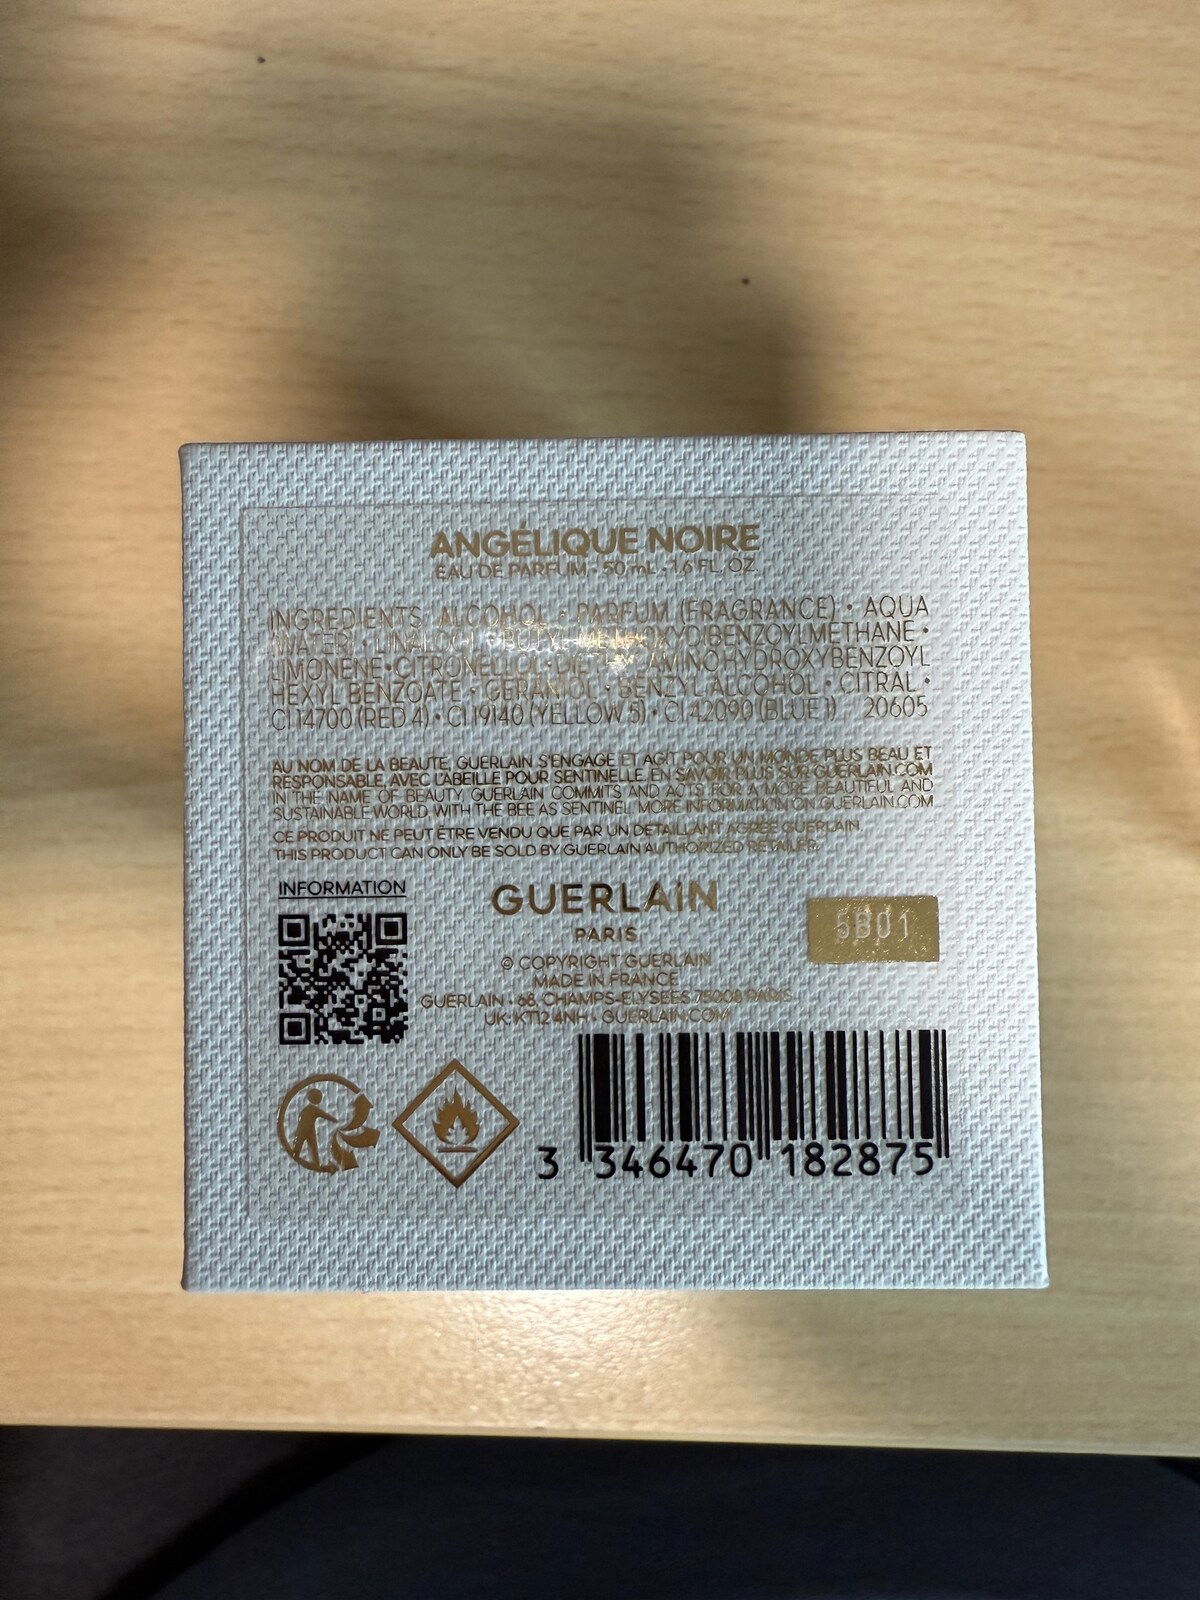 ANGÉLIQUE NOIRE
EAU DE PARFUM - 50 mL - 1.6 FL. OZ.
INGREDIENTS: ALCOHOL • PARFUM (FRAGRANCE) • AQUA
(WATER) • LINALOOL • BUTYL METHOXYDIBENZOYLMETHANE •
LIMONENE • CITRONELLOL • DIETHYLAMINO HYDROXYBENZOYL
HEXYL BENZOATE • GERANIOL • BENZYL ALCOHOL • CITRAL •
CI 14700 (RED 4) • CI 19140 (YELLOW 5) • CI 42090 (BLUE 1) 20605
AU NOM DE LA BEAUTÉ, GUERLAIN S'ENGAGE ET AGIT POUR UN MONDE PLUS BEAU ET
RESPONSABLE, AVEC L'ABEILLE POUR SENTINELLE. EN SAVOIR PLUS SUR GUERLAIN.COM
IN THE NAME OF BEAUTY, GUERLAIN COMMITS AND ACTS FOR A MORE BEAUTIFUL AND
SUSTAINABLE WORLD, WITH THE BEE AS SENTINEL. MORE INFORMATION ON GUERLAIN.COM
CE PRODUIT NE PEUT ÊTRE VENDU QUE PAR UN DÉTAILLANT AGRÉÉ GUERLAIN.
THIS PRODUCT CAN ONLY BE SOLD BY GUERLAIN AUTHORIZED RETAILER.
INFORMATION
GUERLAIN
PARIS
5B01
© COPYRIGHT GUERLAIN
MADE IN FRANCE
GUERLAIN - 68, CHAMPS-ELYSEES 75008 PARIS
UK: KT12 4NH - GUERLAIN.COM
3 346470 182875